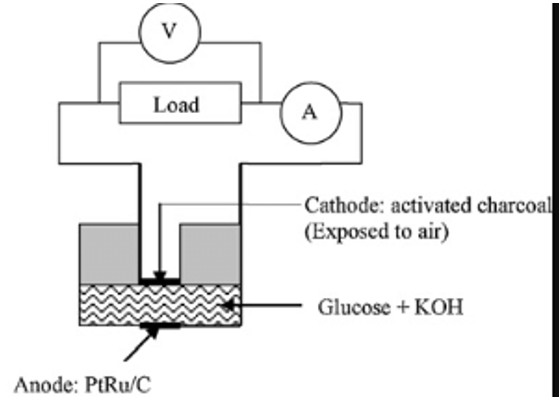 V
Load
A
Cathode: activated charcoal
(Exposed to air)
Glucose + KOH
Anode: PtRu/C